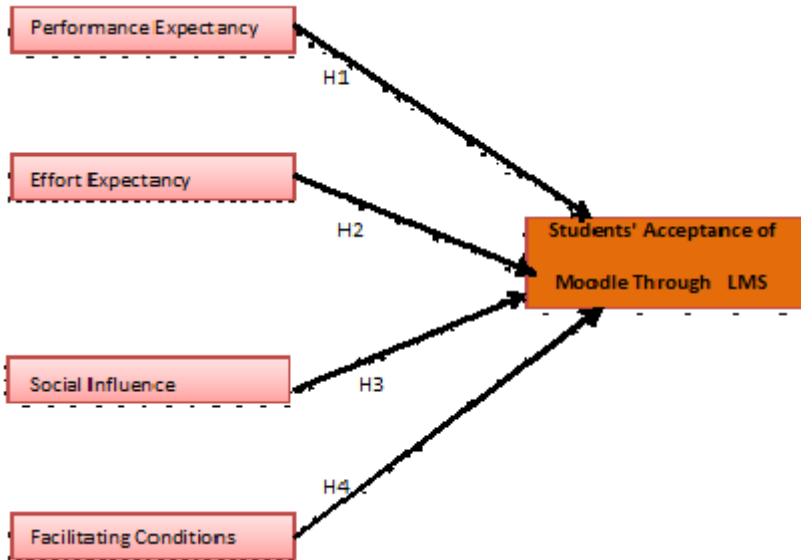 Performance Expectancy
H1
Effort Expectancy
H2
Students' Acceptance of
Moodle Through LMS
Social Influence
H3
H4
Facilitating Conditions